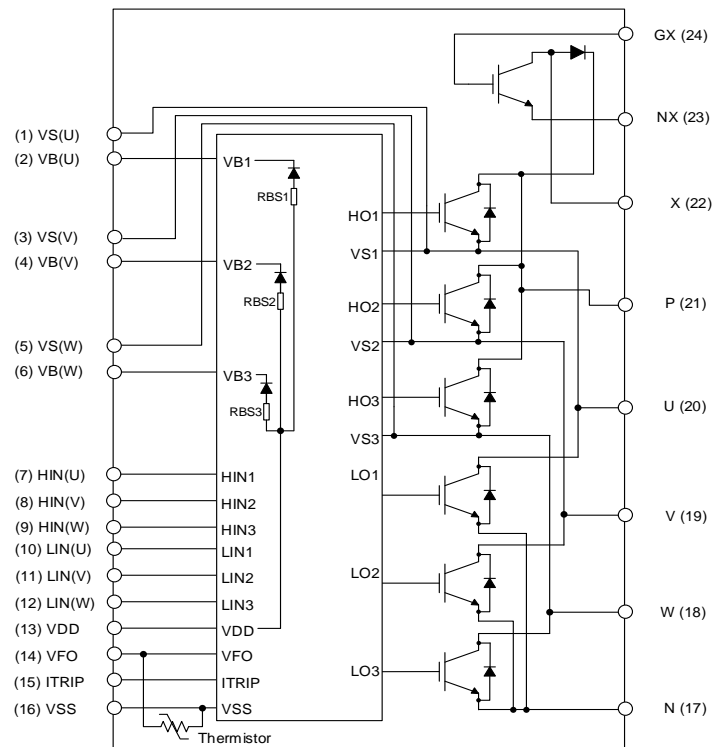 GX (24)
NX (23)
X (22)
P (21)
U (20)
V (19)
W (18)
N (17)
(1) VS(U)
(2) VB(U)
(3) VS(V)
(4) VB(V)
(5) VS(W)
(6) VB(W)
(7) HIN(U)
(8) HIN(V)
(9) HIN(W)
(10) LIN(U)
(11) LIN(V)
(12) LIN(W)
(13) VDD
(14) VFO
(15) ITRIP
(16) VSS
VB1
RBS1
VB2
RBS2
VB3
RBS3
HIN1
HIN2
HIN3
LIN1
LIN2
LIN3
VDD
VFO
ITRIP
VSS
HO1
VS1
HO2
VS2
HO3
VS3
LO1
LO2
LO3
Thermistor